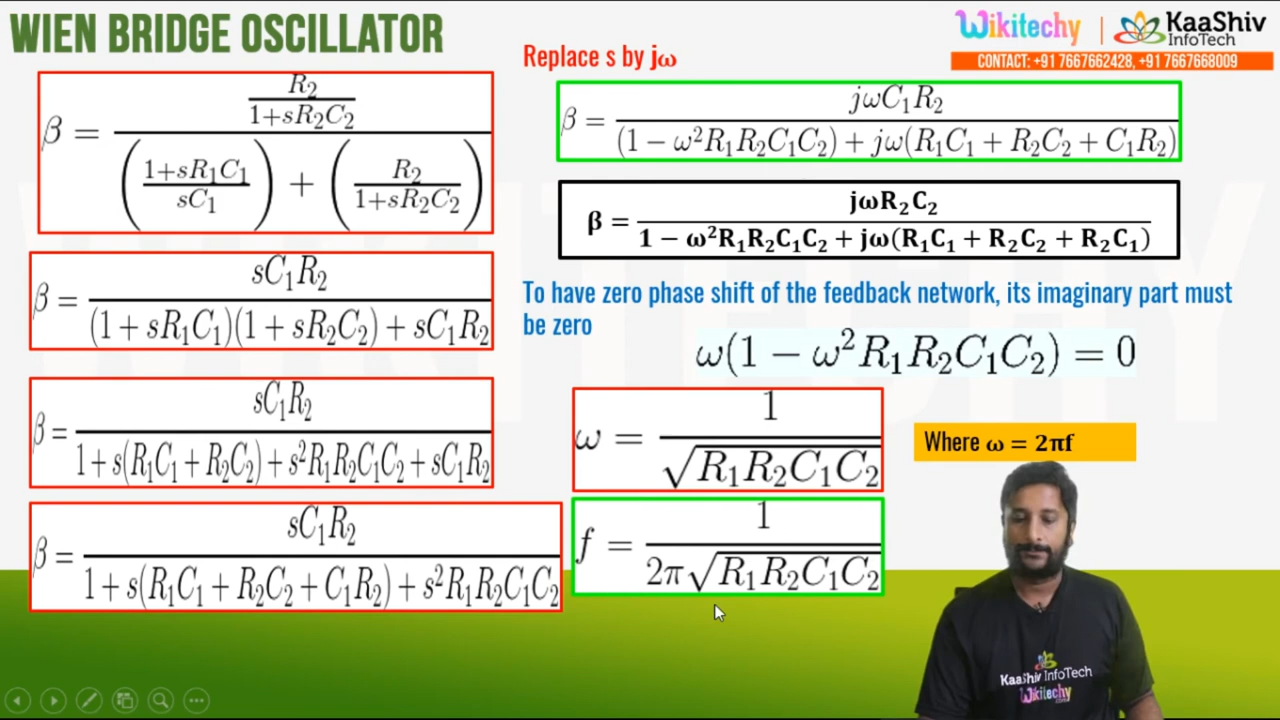 WIEN BRIDGE OSCILLATOR
Wikitechy | KaaShiv InfoTech
CONTACT: +91 7667662428, +91 7667668009
β = (R₂/(1+sR₂C₂)) / (((1+sR₁C₁)/(sC₁)) + (R₂/(1+sR₂C₂)))
β = sC₁R₂ / ((1 + sR₁C₁)(1 + sR₂C₂) + sC₁R₂)
β = sC₁R₂ / (1 + s(R₁C₁ + R₂C₂) + s²R₁R₂C₁C₂ + sC₁R₂)
β = sC₁R₂ / (1 + s(R₁C₁ + R₂C₂ + C₁R₂) + s²R₁R₂C₁C₂)
Replace s by jω
β = jωC₁R₂ / ((1 − ω²R₁R₂C₁C₂) + jω(R₁C₁ + R₂C₂ + C₁R₂))
β = jωR₂C₂ / (1 − ω²R₁R₂C₁C₂ + jω(R₁C₁ + R₂C₂ + R₂C₁))
To have zero phase shift of the feedback network, its imaginary part must
be zero
ω(1 − ω²R₁R₂C₁C₂) = 0
ω = 1 / √(R₁R₂C₁C₂)
Where ω = 2πf
f = 1 / (2π√(R₁R₂C₁C₂))
KaaShiv InfoTech
Wikitechy